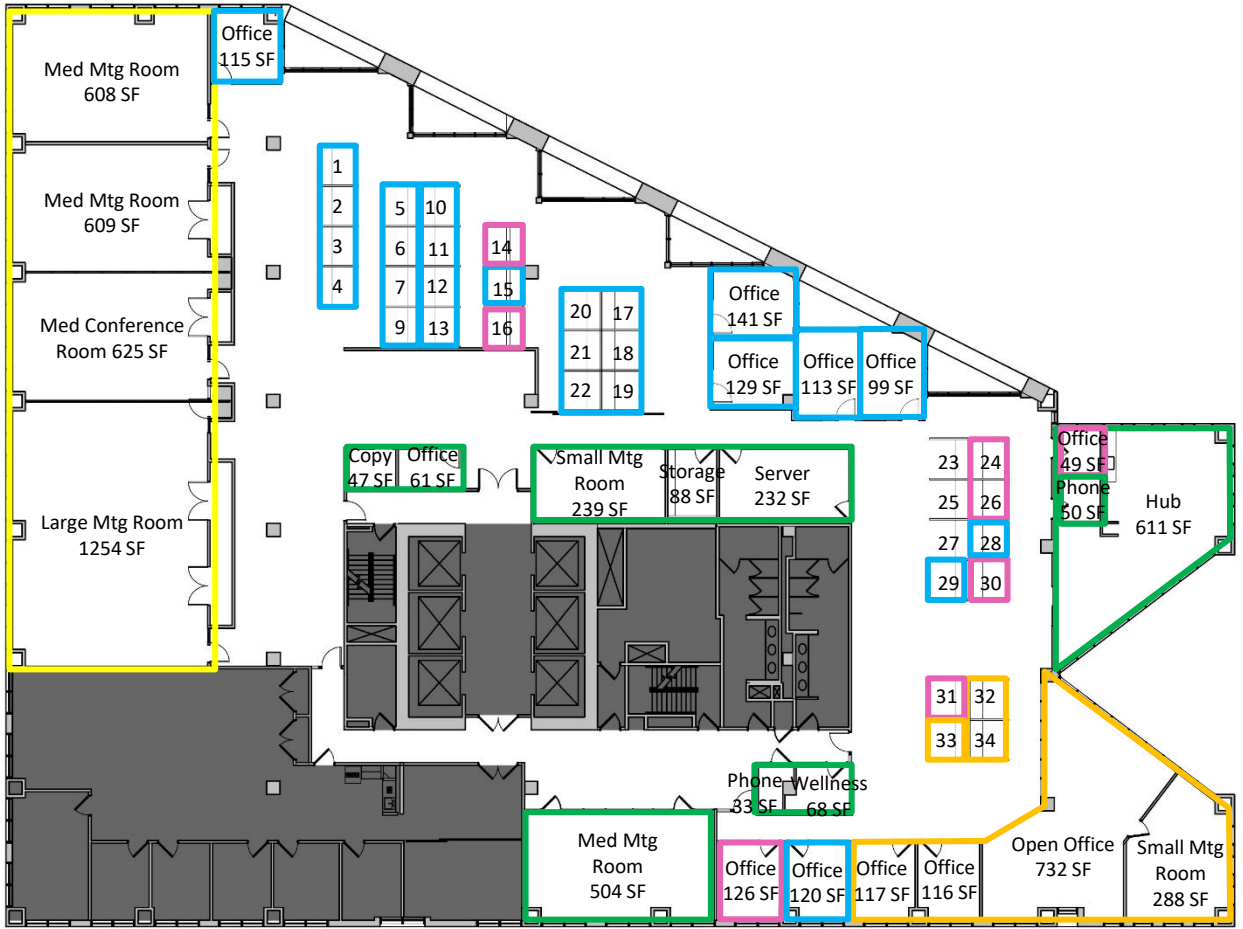 Office
115 SF
Med Mtg Room
608 SF
Med Mtg Room
609 SF
Med Conference
Room 625 SF
Large Mtg Room
1254 SF
1
2
3
4
5
6
7
9
10
11
12
13
14
15
16
20
21
22
17
18
19
Office
141 SF
Office
129 SF
Office
113 SF
Office
99 SF
Copy
47 SF
Office
61 SF
Small Mtg
Room
239 SF
Storage
88 SF
Server
232 SF
23
24
25
26
27
28
29
30
Office
49 SF
Phone
50 SF
Hub
611 SF
31
32
33
34
Phone
33 SF
Wellness
68 SF
Med Mtg
Room
504 SF
Office
126 SF
Office
120 SF
Office
117 SF
Office
116 SF
Open Office
732 SF
Small Mtg
Room
288 SF